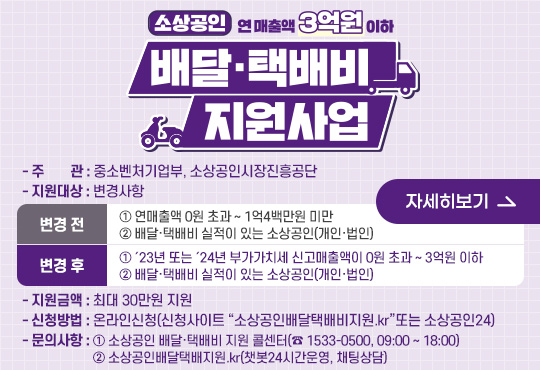 소상공인 연 매출액 3억원 이하
배달·택배비
지원사업
- 주 관 : 중소벤처기업부, 소상공인시장진흥공단
- 지원대상 : 변경사항
자세히보기
변경 전
① 연매출액 0원 초과 ~ 1억4백만원 미만
② 배달·택배비 실적이 있는 소상공인(개인·법인)
변경 후
① ´23년 또는 ´24년 부가가치세 신고매출액이 0원 초과 ~ 3억원 이하
② 배달·택배비 실적이 있는 소상공인(개인·법인)
- 지원금액 : 최대 30만원 지원
- 신청방법 : 온라인신청(신청사이트 “소상공인배달택배비지원.kr”또는 소상공인24)
- 문의사항 : ① 소상공인 배달·택배비 지원 콜센터(☎ 1533-0500, 09:00 ~ 18:00)
② 소상공인배달택배지원.kr(챗봇24시간운영, 채팅상담)